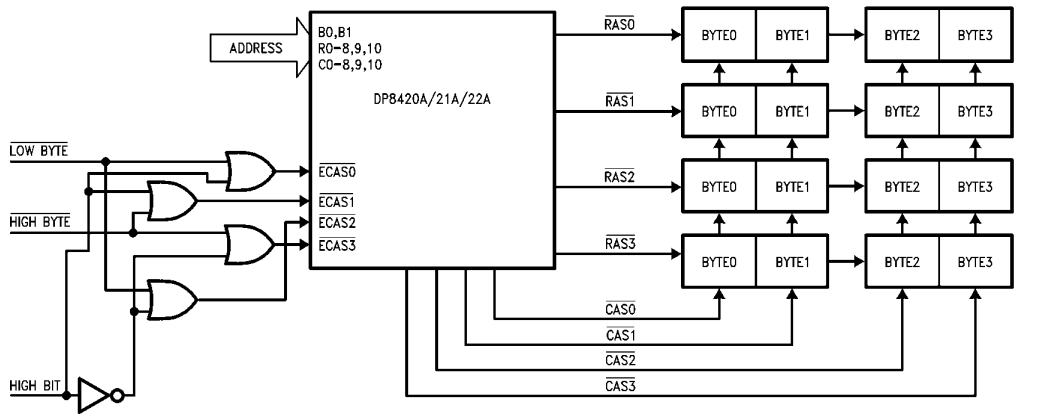 ADDRESS
B0,B1
R0-8,9,10
C0-8,9,10
DP8420A/21A/22A
RAS0
BYTE0 BYTE1 BYTE2 BYTE3
RAS1
BYTE0 BYTE1 BYTE2 BYTE3
LOW BYTE
ECAS0
RAS2
BYTE0 BYTE1 BYTE2 BYTE3
ECAS1
HIGH BYTE
ECAS2
ECAS3
RAS3
BYTE0 BYTE1 BYTE2 BYTE3
CAS0
CAS1
CAS2
HIGH BIT
CAS3